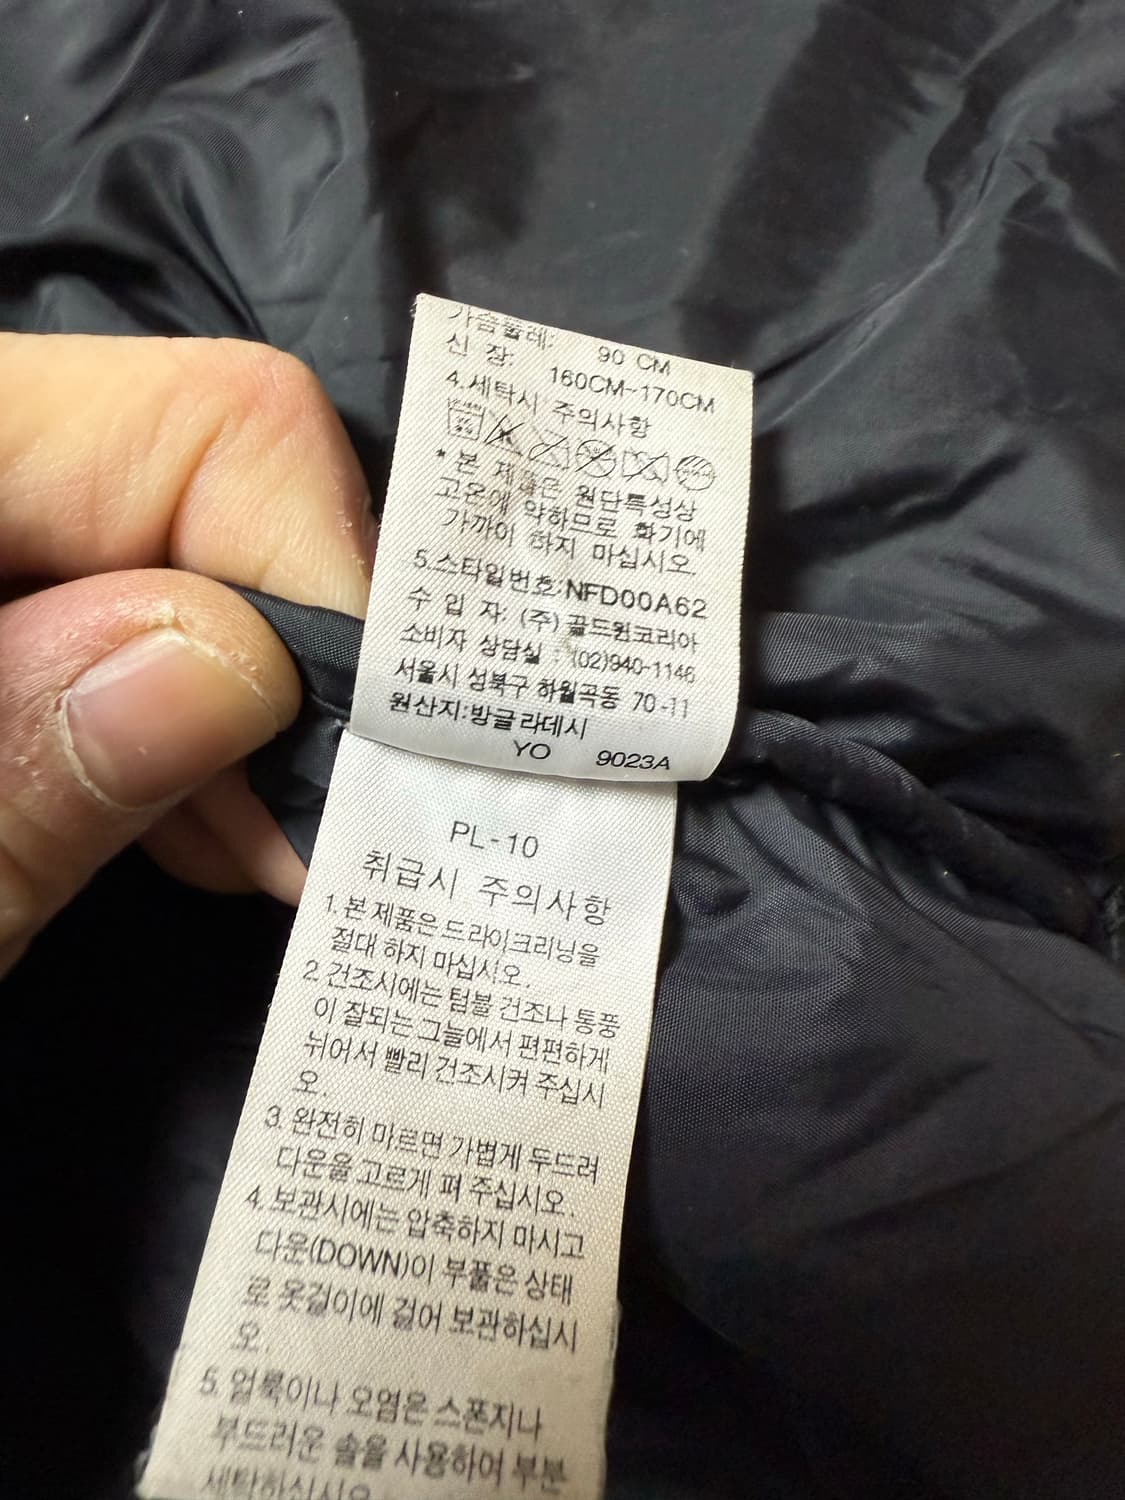 가슴둘레: 90 CM
신 장: 160CM~170CM
4.세탁시 주의사항
*본 제품은 원단특성상
고온에 약하므로 화기에
가까이 하지 마십시오.
5.스타일번호:NFD00A62
수 입 자: (주)골드윈코리아
소비자 상담실 : (02)940-1146
서울시 성북구 하월곡동 70-11
원산지:방글라데시
YO 9023A
PL-10
취급시 주의사항
1.본 제품은 드라이크리닝을
절대 하지 마십시오.
2.건조시에는 텀블 건조나 통풍
이 잘되는 그늘에서 편편하게
뉘어서 빨리 건조시켜 주십시
오.
3. 완전히 마르면 가볍게 두드려
다운을 고르게 펴 주십시오.
4.보관시에는 압축하지 마시고
다운(DOWN)이 부풀은 상태
로 옷걸이에 걸어 보관하십시
오.
5. 얼룩이나 오염은 스폰지나
부드러운 솔을 사용하여 부분
세탁하십시오